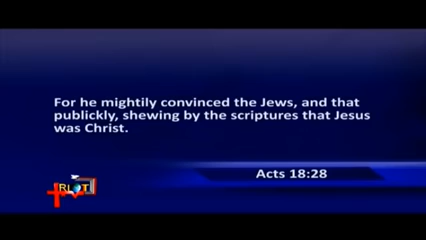 For he mightily convinced the Jews, and that
publickly, shewing by the scriptures that Jesus
was Christ.
Acts 18:28